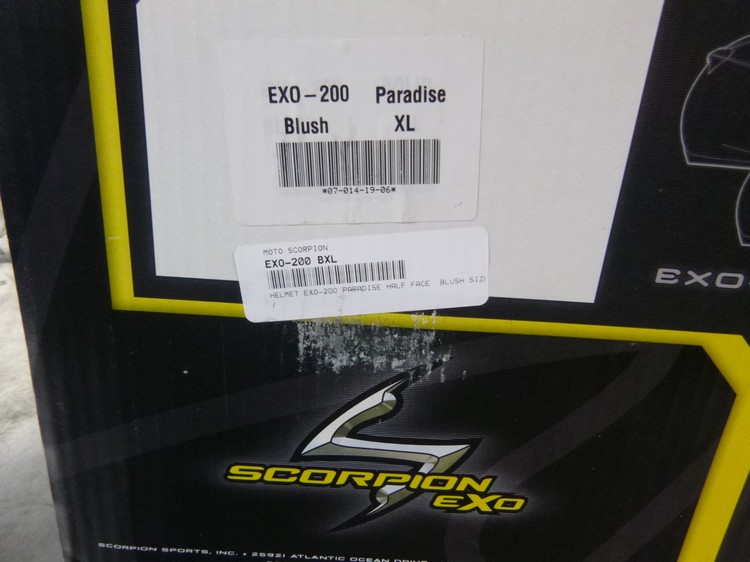 EXO-200 Paradise
Blush XL
*07-014-19-06*
MOTO SCORPION
EXO-200 BXL
HELMET EXO-200 PARADISE HALF FACE BLUSH SIZ
/
EXO-
SCORPION
EXO
SCORPION SPORTS, INC. • 25921 ATLANTIC OCEAN DRIVE